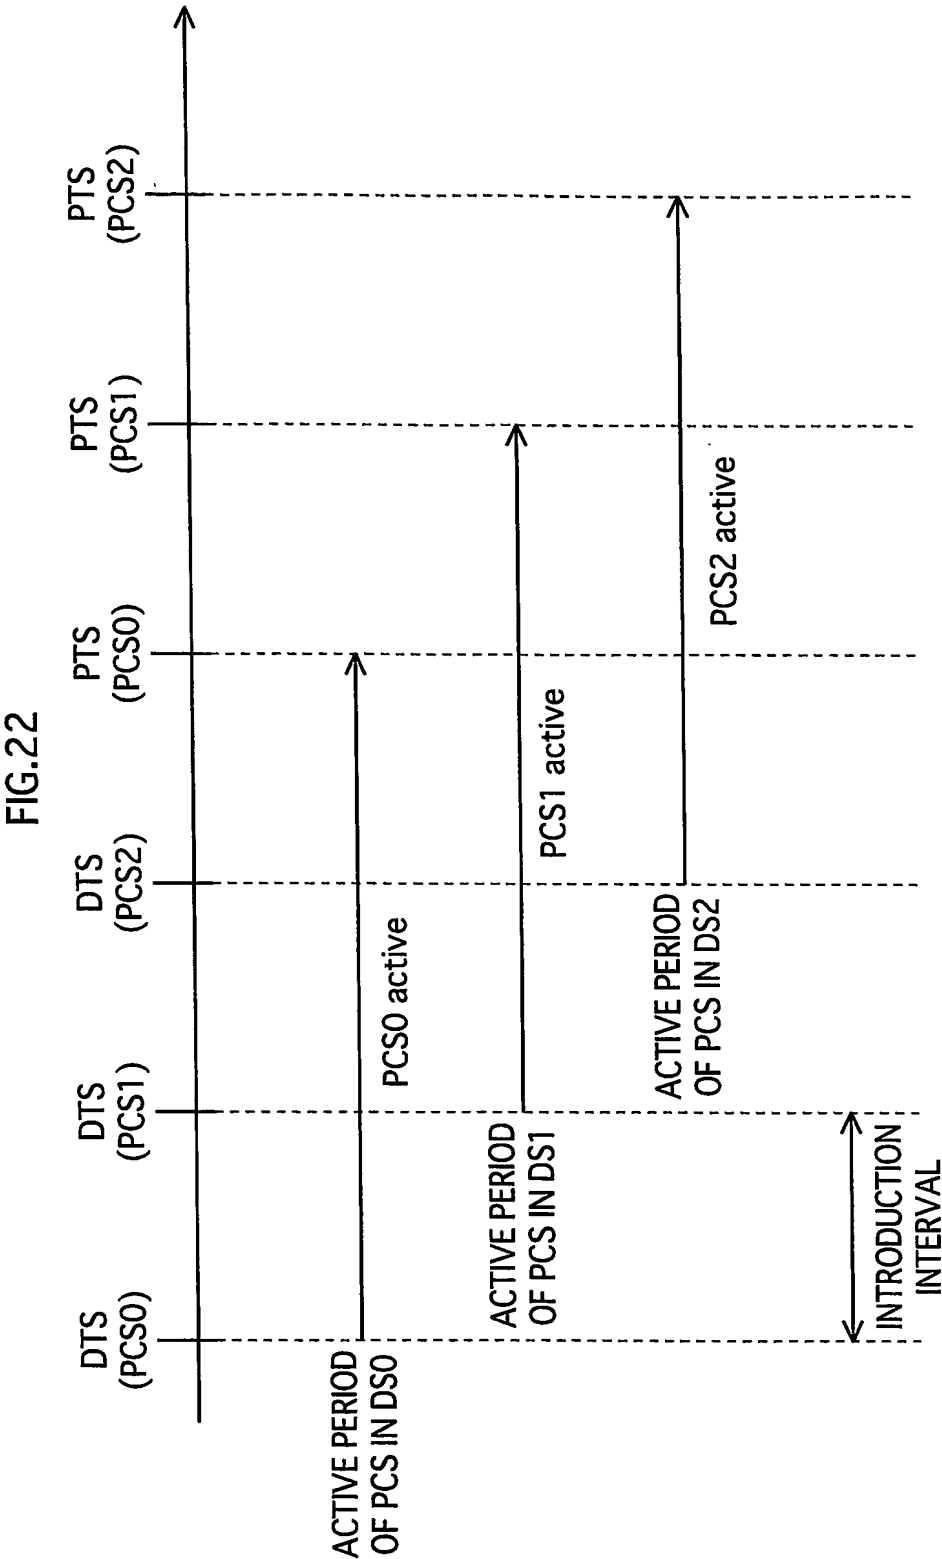 FIG.22
DTS
(PCS0)
DTS
(PCS1)
DTS
(PCS2)
PTS
(PCS0)
PTS
(PCS1)
PTS
(PCS2)
ACTIVE PERIOD
OF PCS IN DS0
PCS0 active
ACTIVE PERIOD
OF PCS IN DS1
PCS1 active
ACTIVE PERIOD
OF PCS IN DS2
PCS2 active
INTRODUCTION
INTERVAL